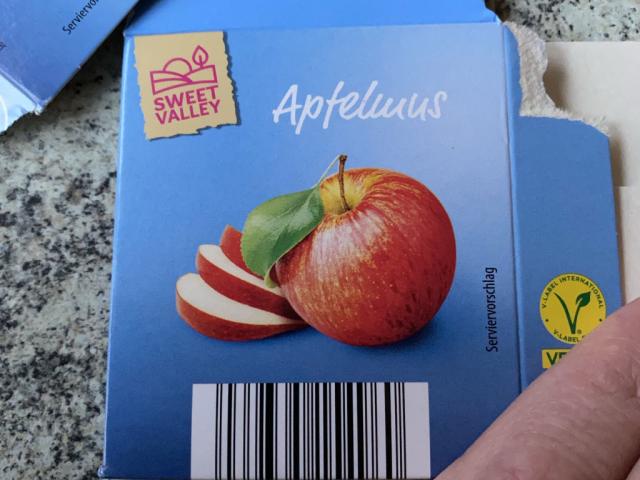 SWEET
VALLEY
Apfelmus
Serviervorschlag
V-LABEL INTERNATIONAL